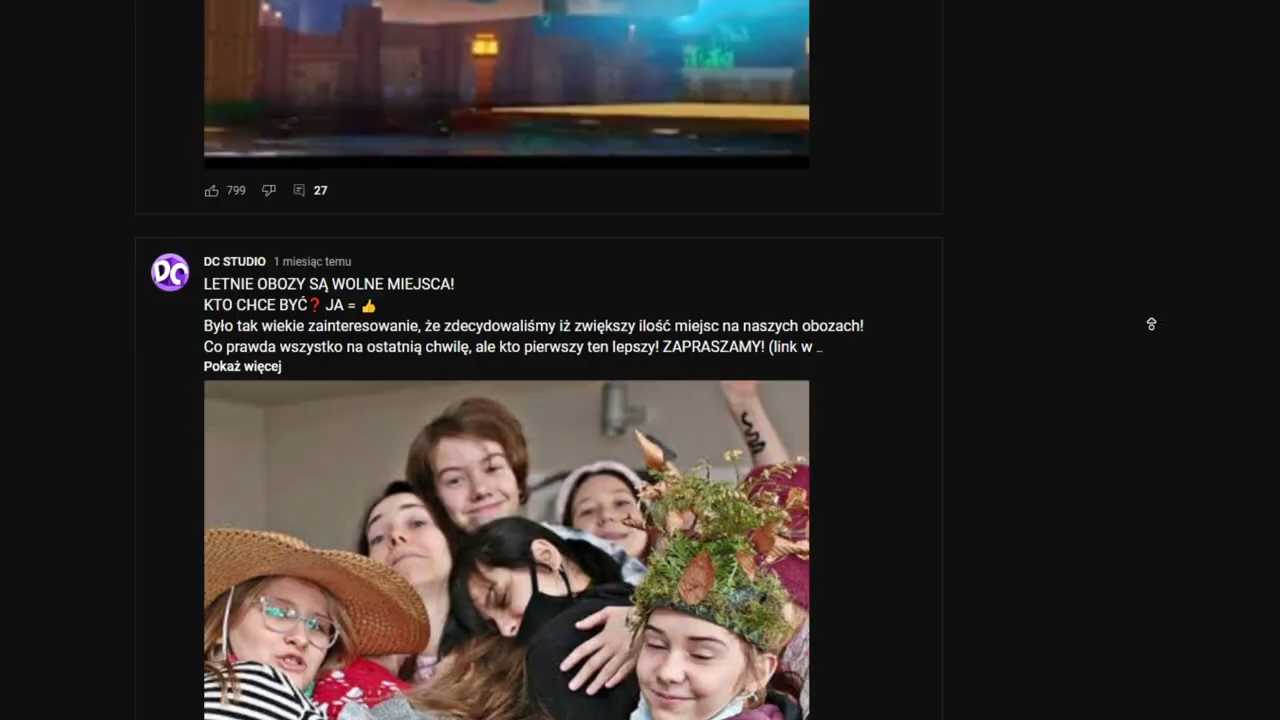 799 27
DC
DC STUDIO 1 miesiąc temu
LETNIE OBOZY SĄ WOLNE MIEJSCA!
KTO CHCE BYĆ❓ JA = 👍
Było tak wiekie zainteresowanie, że zdecydowaliśmy iż zwiększy ilość miejsc na naszych obozach!
Co prawda wszystko na ostatnią chwilę, ale kto pierwszy ten lepszy! ZAPRASZAMY! (link w ...
Pokaż więcej